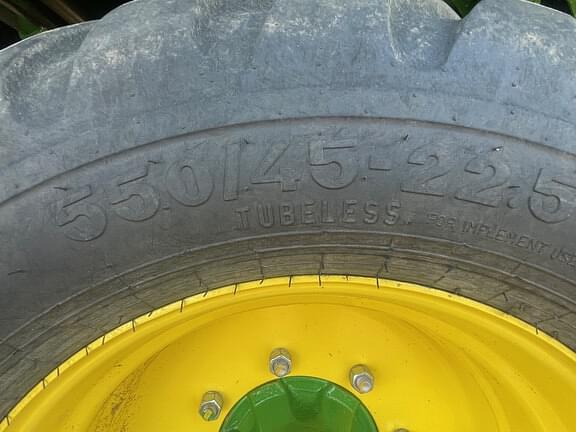 550/45-22.5
TUBELESS. FOR IMPLEMENT USE